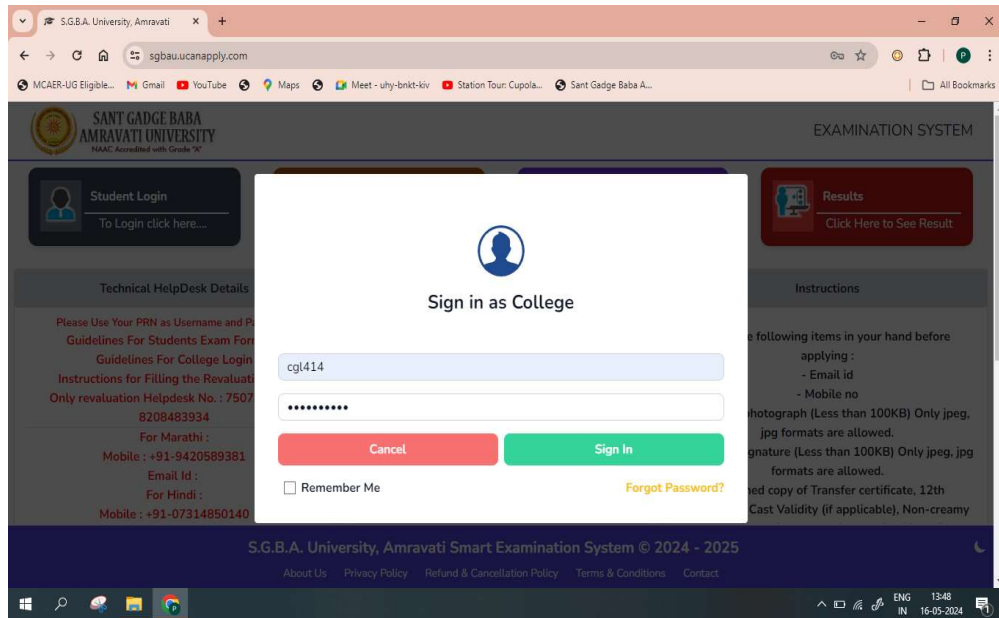 S.G.B.A. University, Amravati
sgbau.ucanapply.com
MCAER-UG Eligible... Gmail YouTube Maps Meet - uhy-bnkt-kiv Station Tour: Cupola... Sant Gadge Baba A... All Bookmarks
SANT GADGE BABA
AMRAVATI UNIVERSITY
NAAC Accredited with Grade "A"
EXAMINATION SYSTEM
Student Login
To Login click here....
Results
Click Here to See Result
Technical HelpDesk Details
Please Use Your PRN as Username and
Guidelines For Students Exam
Guidelines For College Login
Instructions for Filling the
Only revaluation Helpdesk No. : 7507
8208483934
For Marathi :
Mobile : +91-9420589381
Email Id :
For Hindi :
Mobile : +91-07314850140
Sign in as College
cgl414
••••••••••
Cancel
Sign In
Remember Me
Forgot Password?
Instructions
following items in your hand before
applying :
- Email id
- Mobile no
(Less than 100KB) Only jpeg,
jpg formats are allowed.
(Less than 100KB) Only jpeg, jpg
formats are allowed.
copy of Transfer certificate, 12th
Cast Validity (if applicable), Non-creamy
S.G.B.A. University, Amravati Smart Examination System © 2024 - 2025
About Us Privacy Policy Refund & Cancellation Policy Terms & Conditions Contact
ENG 13:48
IN 16-05-2024